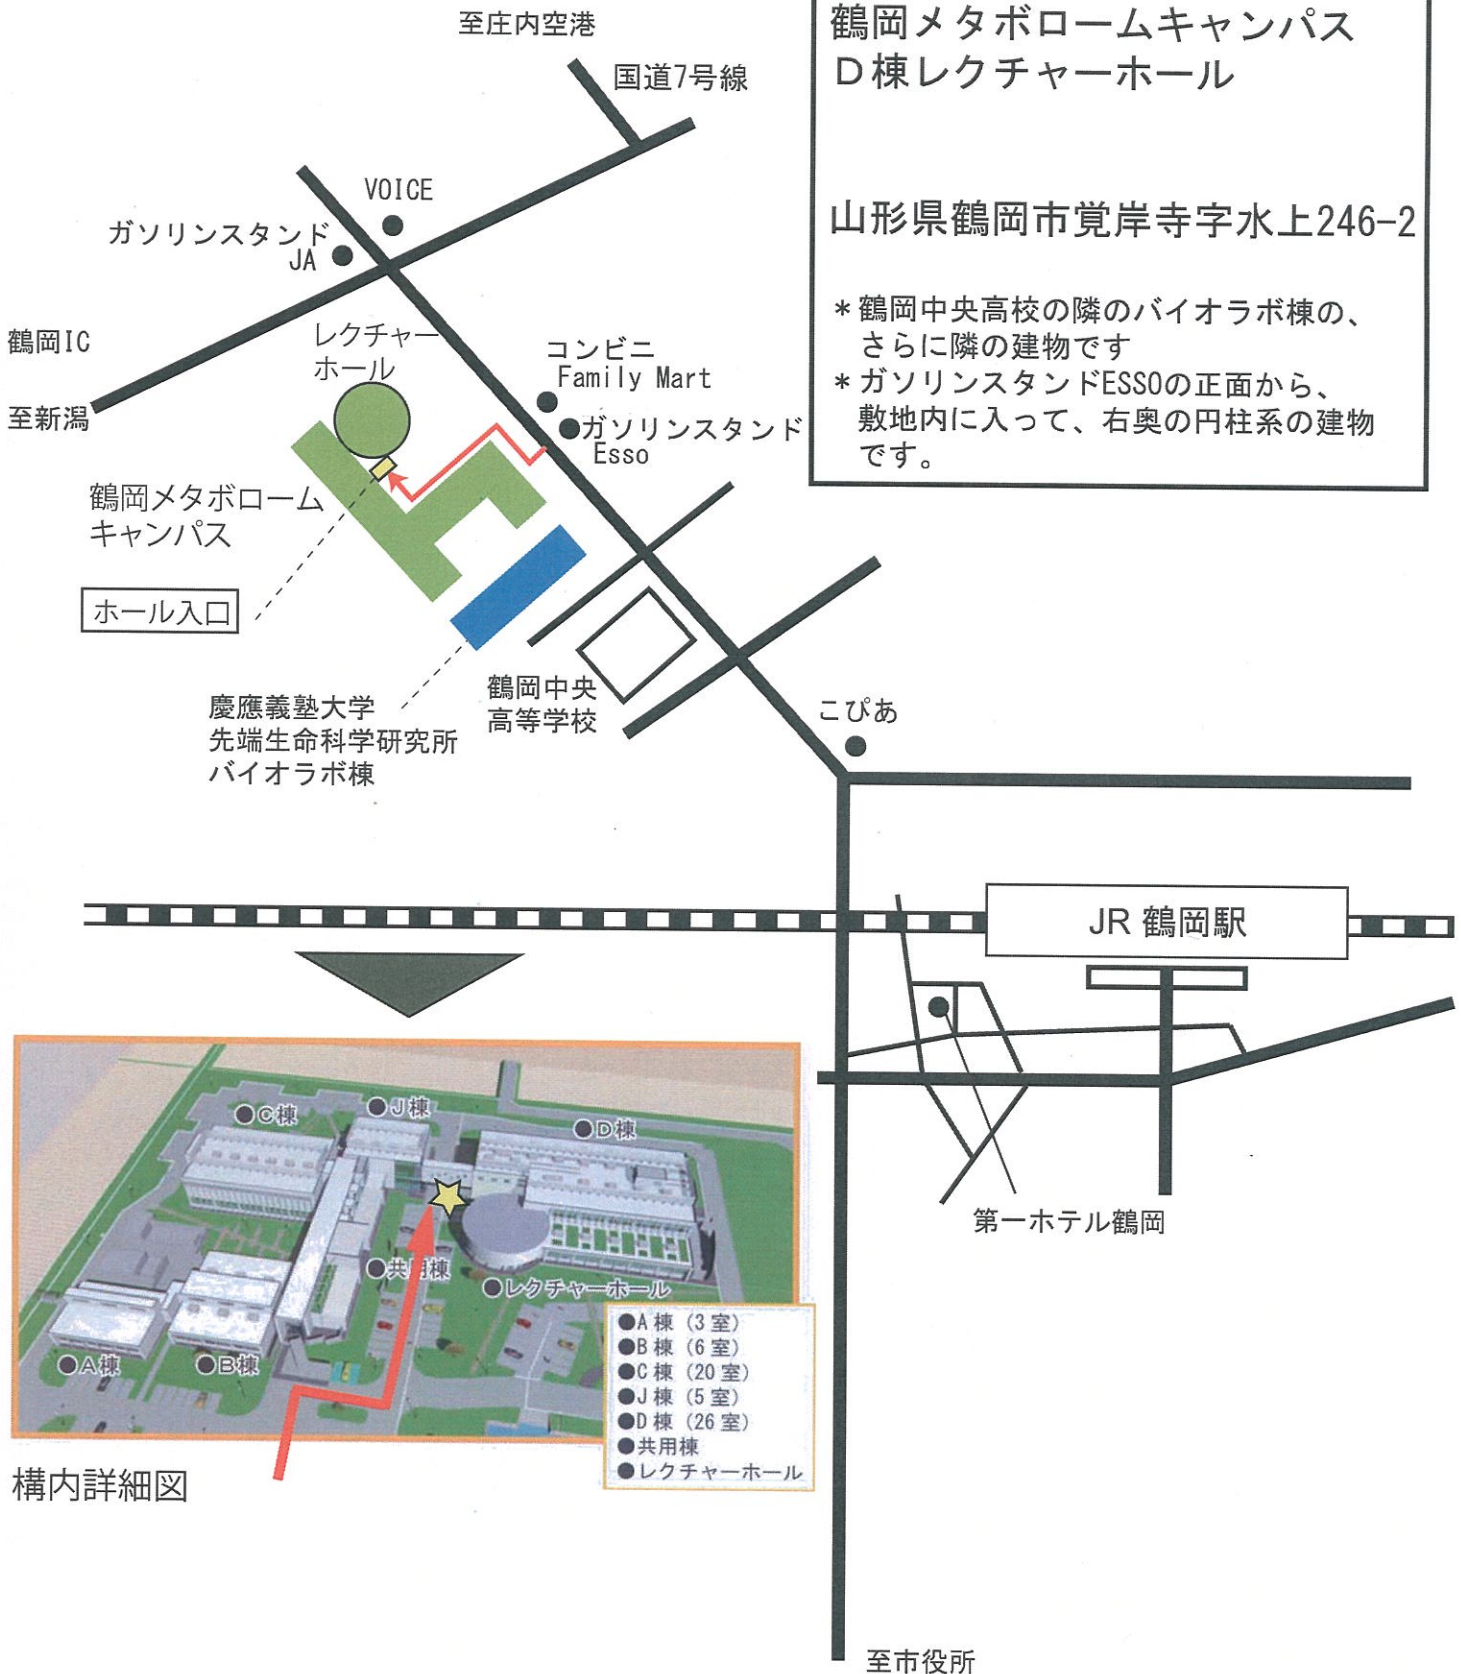 至庄内空港
国道7号線
鶴岡メタボロームキャンパス
D棟レクチャーホール
山形県鶴岡市覚岸寺字水上246-2
*鶴岡中央高校の隣のバイオラボ棟の、
さらに隣の建物です
*ガソリンスタンドESSOの正面から、
敷地内に入って、右奥の円柱系の建物
です。
VOICE
ガソリンスタンド
JA
鶴岡IC
至新潟
レクチャー
ホール
コンビニ
Family Mart
ガソリンスタンド
Esso
鶴岡メタボローム
キャンパス
ホール入口
慶應義塾大学
先端生命科学研究所
バイオラボ棟
鶴岡中央
高等学校
こぴあ
JR 鶴岡駅
第一ホテル鶴岡
●C棟
●J棟
●D棟
●共用棟
●レクチャーホール
●A棟
●B棟
●A棟 (3室)
●B棟 (6室)
●C棟 (20室)
●J棟 (5室)
●D棟 (26室)
●共用棟
●レクチャーホール
構内詳細図
至市役所